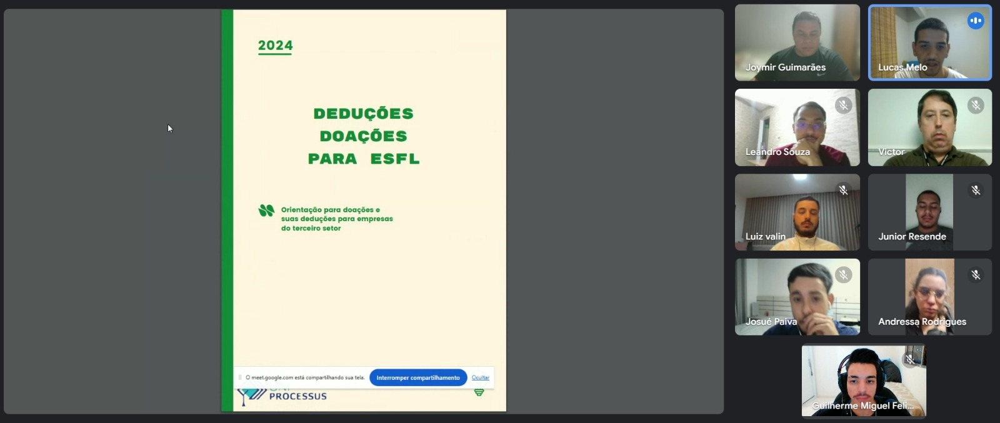 2024
DEDUÇÕES
DOAÇÕES
PARA ESFL
Orientação para doações e
suas deduções para empresas
do terceiro setor
O meet.google.com está compartilhando sua tela.
Interromper compartilhamento
Ocultar
PROCESSUS
Joymir Guimarães
Lucas Melo
Leandro Souza
Victor
Luiz valin
Junior Resende
Josué Paiva
Andressa Rodrigues
Guilherme Miguel Feli...